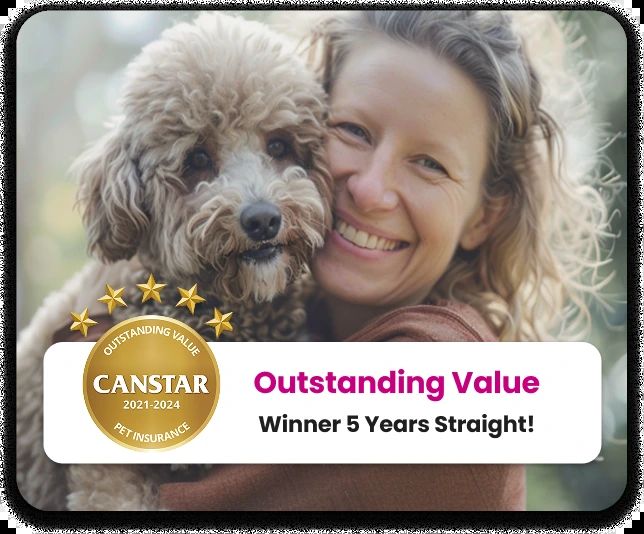 OUTSTANDING VALUE
CANSTAR
2021-2024
PET INSURANCE
Outstanding Value
Winner 5 Years Straight!